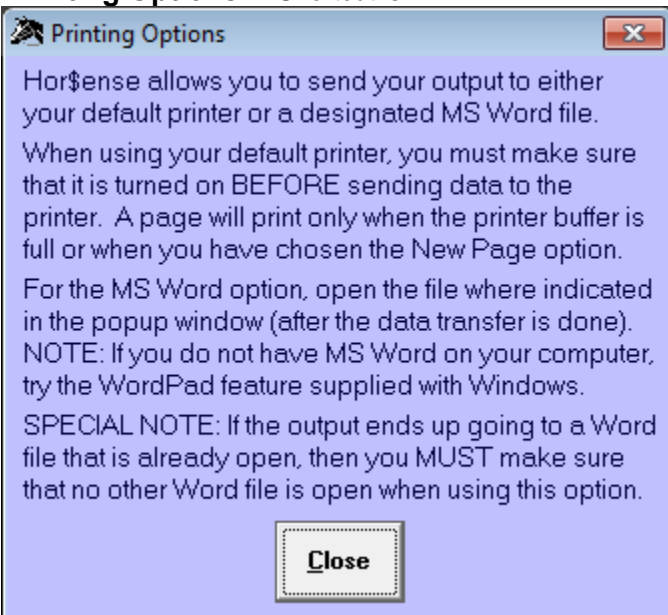 Printing Options
Hor$ense allows you to send your output to either
your default printer or a designated MS Word file.
When using your default printer, you must make sure
that it is turned on BEFORE sending data to the
printer.  A page will print only when the printer buffer is
full or when you have chosen the New Page option.
For the MS Word option, open the file where indicated
in the popup window (after the data transfer is done).
NOTE: If you do not have MS Word on your computer,
try the WordPad feature supplied with Windows.
SPECIAL NOTE: If the output ends up going to a Word
file that is already open, then you MUST make sure
that no other Word file is open when using this option.
Close